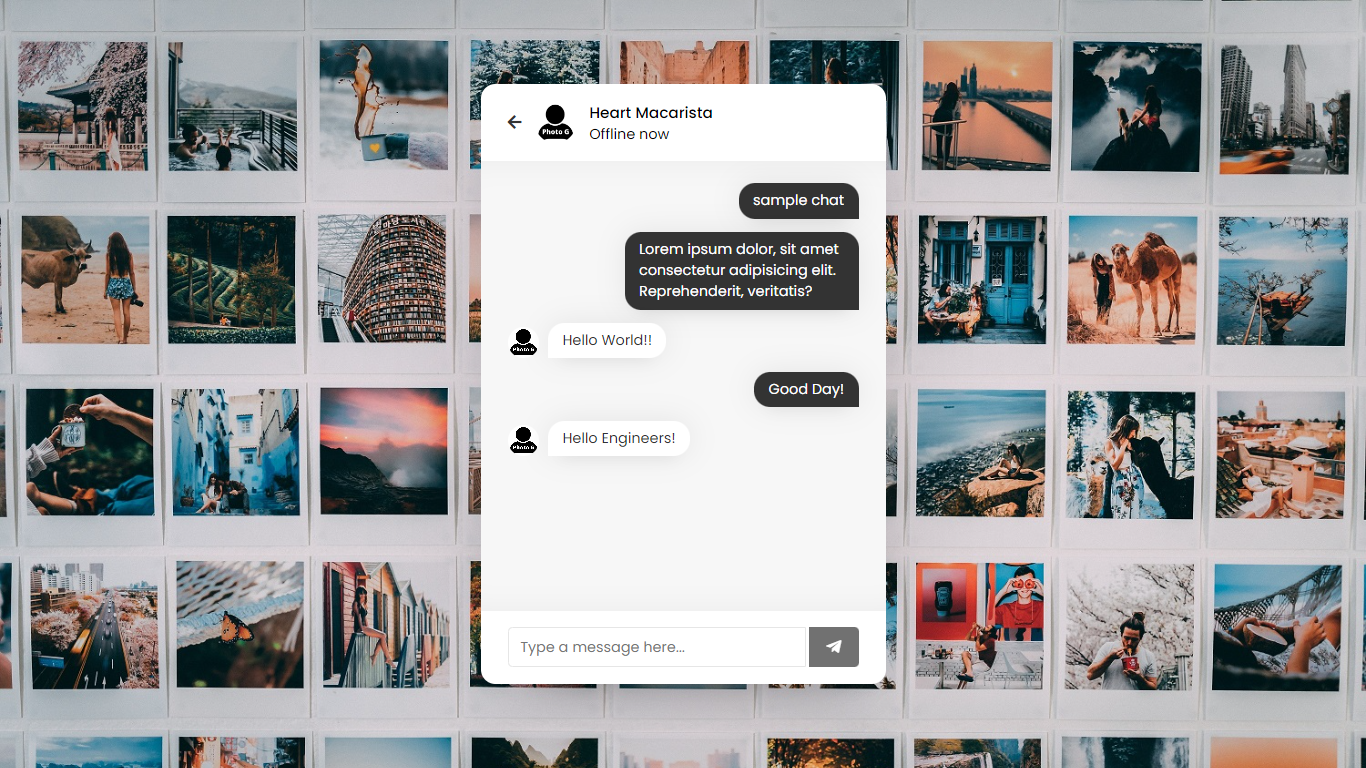 Heart Macarista
Photo G
Offline now
sample chat
Lorem ipsum dolor, sit amet
consectetur adipisicing elit.
Reprehenderit, veritatis?
Hello World!!
Photo G
Good Day!
Hello Engineers!
Photo G
Type a message here...